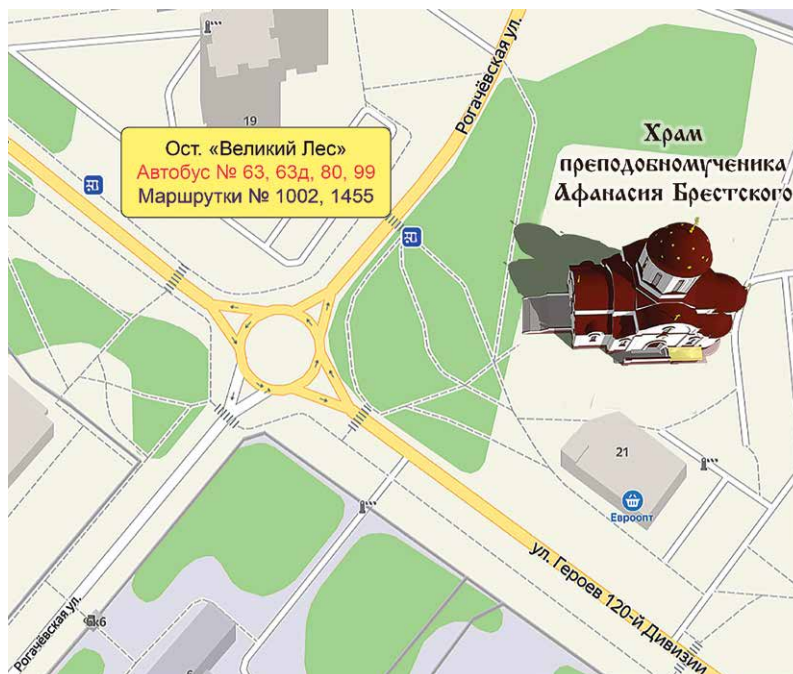 19
Рогачёвская ул.
Ост. «Великий Лес»
Автобус № 63, 63д, 80, 99
Маршрутки № 1002, 1455
Храм
преподобномученика
Афанасия Брестского
21
Евроопт
ул. Героев 120-й Дивизии
Рогачёвская ул.